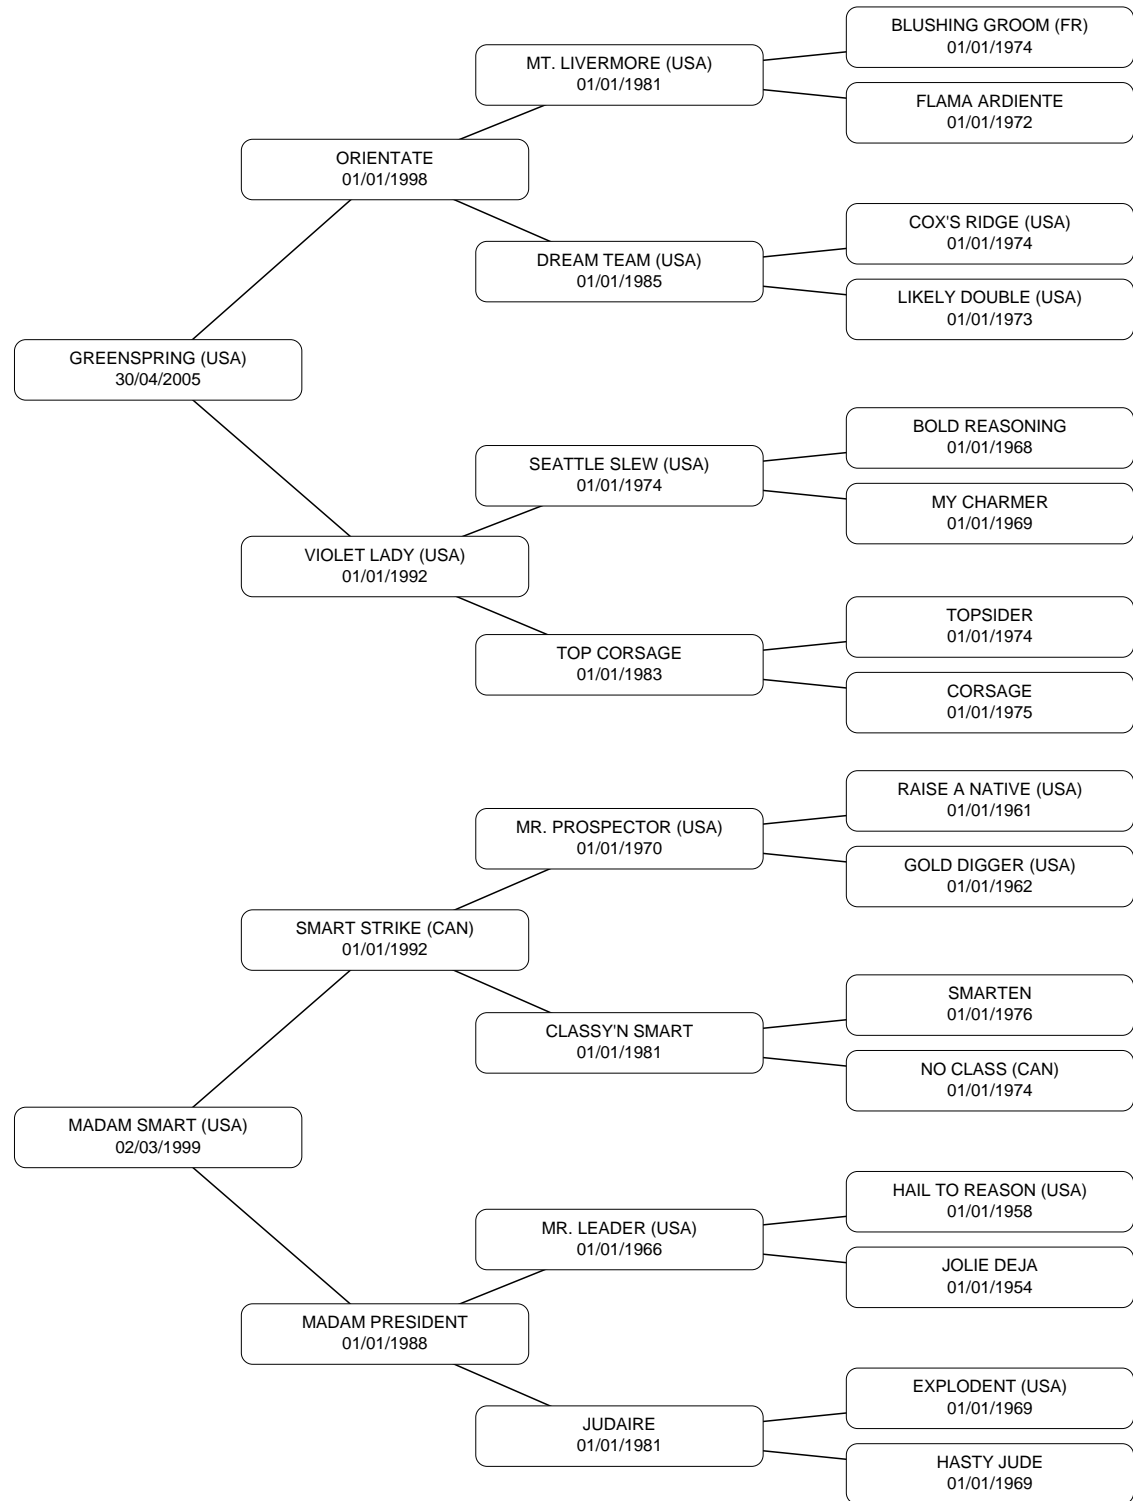 BLUSHING GROOM (FR)
01/01/1974
MT. LIVERMORE (USA)
01/01/1981
FLAMA ARDIENTE
01/01/1972
ORIENTATE
01/01/1998
COX'S RIDGE (USA)
01/01/1974
DREAM TEAM (USA)
01/01/1985
LIKELY DOUBLE (USA)
01/01/1973
GREENSPRING (USA)
30/04/2005
BOLD REASONING
01/01/1968
SEATTLE SLEW (USA)
01/01/1974
MY CHARMER
01/01/1969
VIOLET LADY (USA)
01/01/1992
TOPSIDER
01/01/1974
TOP CORSAGE
01/01/1983
CORSAGE
01/01/1975
RAISE A NATIVE (USA)
01/01/1961
MR. PROSPECTOR (USA)
01/01/1970
GOLD DIGGER (USA)
01/01/1962
SMART STRIKE (CAN)
01/01/1992
SMARTEN
01/01/1976
CLASSY'N SMART
01/01/1981
NO CLASS (CAN)
01/01/1974
MADAM SMART (USA)
02/03/1999
HAIL TO REASON (USA)
01/01/1958
MR. LEADER (USA)
01/01/1966
JOLIE DEJA
01/01/1954
MADAM PRESIDENT
01/01/1988
EXPLODENT (USA)
01/01/1969
JUDAIRE
01/01/1981
HASTY JUDE
01/01/1969